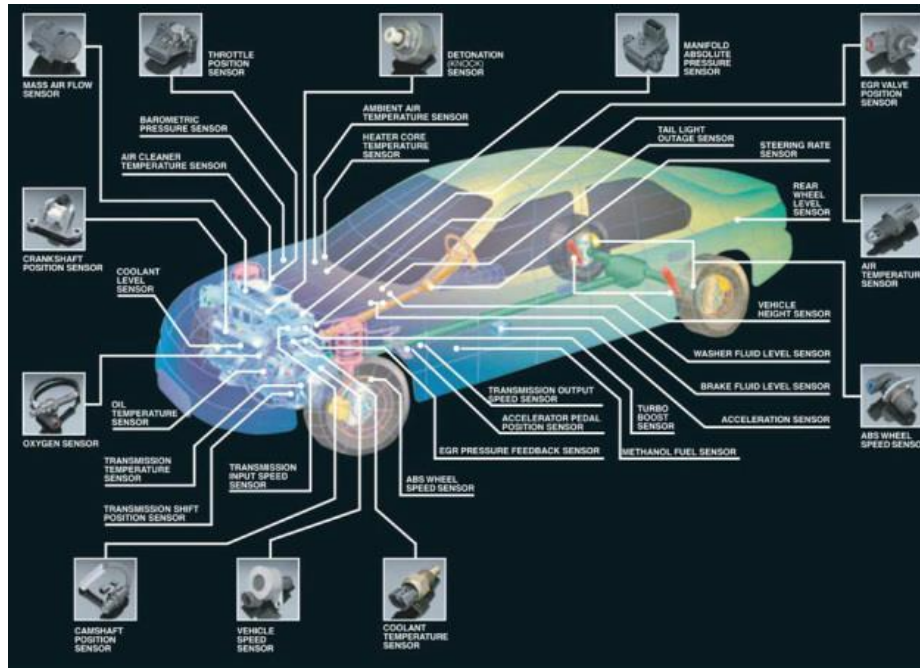 MASS AIR FLOW
SENSOR
THROTTLE
POSITION
SENSOR
DETONATION
(KNOCK)
SENSOR
MANIFOLD
ABSOLUTE
PRESSURE
SENSOR
EGR VALVE
POSITION
SENSOR
BAROMETRIC
PRESSURE SENSOR
AMBIENT AIR
TEMPERATURE SENSOR
TAIL LIGHT
OUTAGE SENSOR
STEERING RATE
SENSOR
AIR CLEANER
TEMPERATURE SENSOR
HEATER CORE
TEMPERATURE
SENSOR
REAR
WHEEL
LEVEL
SENSOR
CRANKSHAFT
POSITION SENSOR
AIR
TEMPERATURE
SENSOR
COOLANT
LEVEL
SENSOR
VEHICLE
HEIGHT SENSOR
WASHER FLUID LEVEL SENSOR
BRAKE FLUID LEVEL SENSOR
OXYGEN SENSOR
OIL
TEMPERATURE
SENSOR
TRANSMISSION OUTPUT
SPEED SENSOR
ACCELERATOR PEDAL
POSITION SENSOR
TURBO
BOOST
SENSOR
ACCELERATION SENSOR
ABS WHEEL
SPEED SENSO
EGR PRESSURE FEEDBACK SENSOR
METHANOL FUEL SENSOR
TRANSMISSION
TEMPERATURE
SENSOR
TRANSMISSION
INPUT SPEED
SENSOR
ABS WHEEL
SPEED SENSOR
TRANSMISSION SHIFT
POSITION SENSOR
CAMSHAFT
POSITION
SENSOR
VEHICLE
SPEED
SENSOR
COOLANT
TEMPERATURE
SENSOR